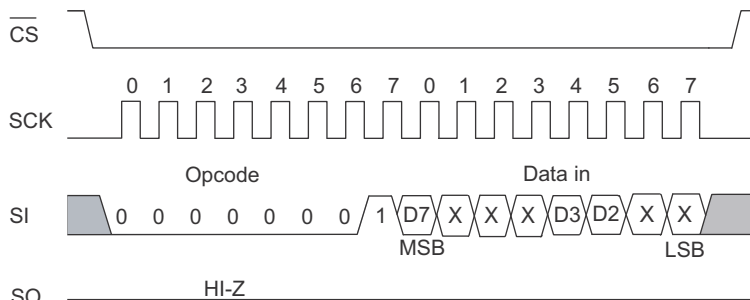 CS
0 1 2 3 4 5 6 7 0 1 2 3 4 5 6 7
SCK
Opcode Data in
SI 0 0 0 0 0 0 0 1 D7 X X X D3 D2 X X
MSB LSB
HI-Z
SO